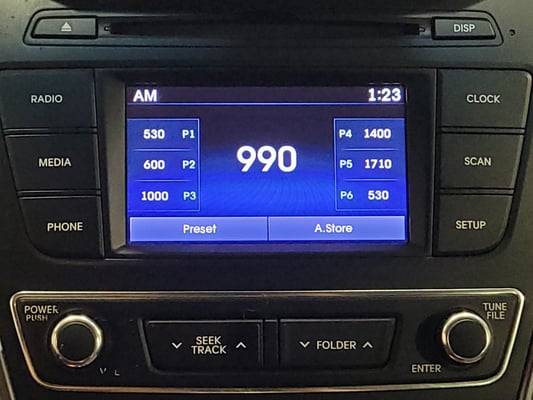 DISP
RADIO
MEDIA
PHONE
AM 1:23
530 P1
600 P2
1000 P3
990
P4 1400
P5 1710
P6 530
Preset
A.Store
CLOCK
SCAN
SETUP
POWER
PUSH
SEEK
TRACK
FOLDER
TUNE
FILE
ENTER